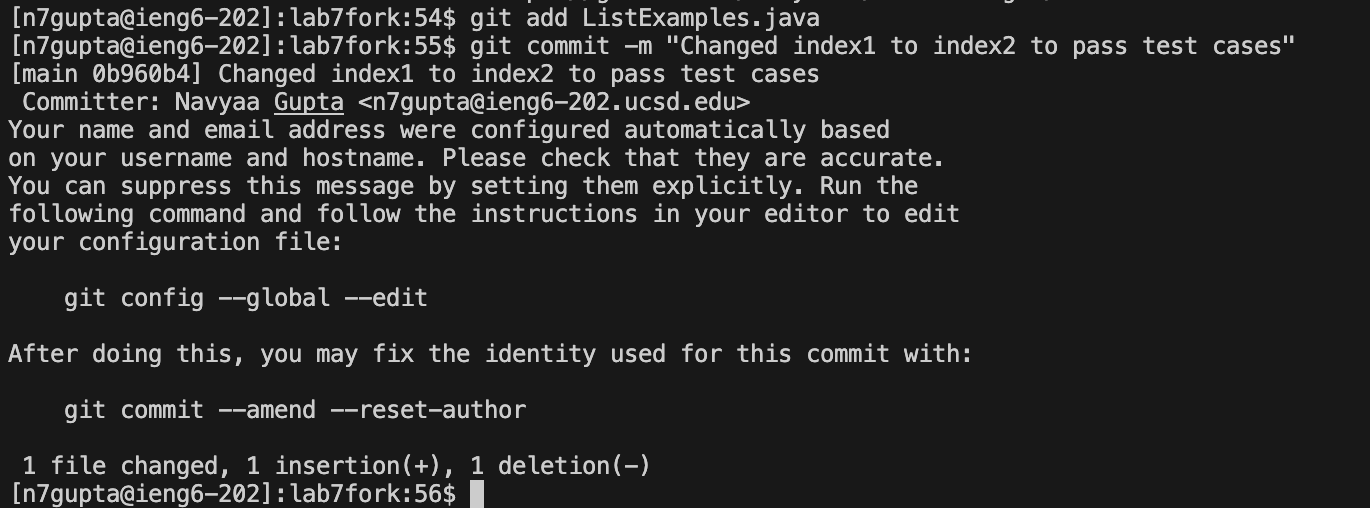 [n7gupta@ieng6-202]:lab7fork:54$ git add ListExamples.java
[n7gupta@ieng6-202]:lab7fork:55$ git commit -m "Changed index1 to index2 to pass test cases"
[main 0b960b4] Changed index1 to index2 to pass test cases
 Committer: Navyaa Gupta <n7gupta@ieng6-202.ucsd.edu>
Your name and email address were configured automatically based
on your username and hostname. Please check that they are accurate.
You can suppress this message by setting them explicitly. Run the
following command and follow the instructions in your editor to edit
your configuration file:

    git config --global --edit

After doing this, you may fix the identity used for this commit with:

    git commit --amend --reset-author

 1 file changed, 1 insertion(+), 1 deletion(-)
[n7gupta@ieng6-202]:lab7fork:56$